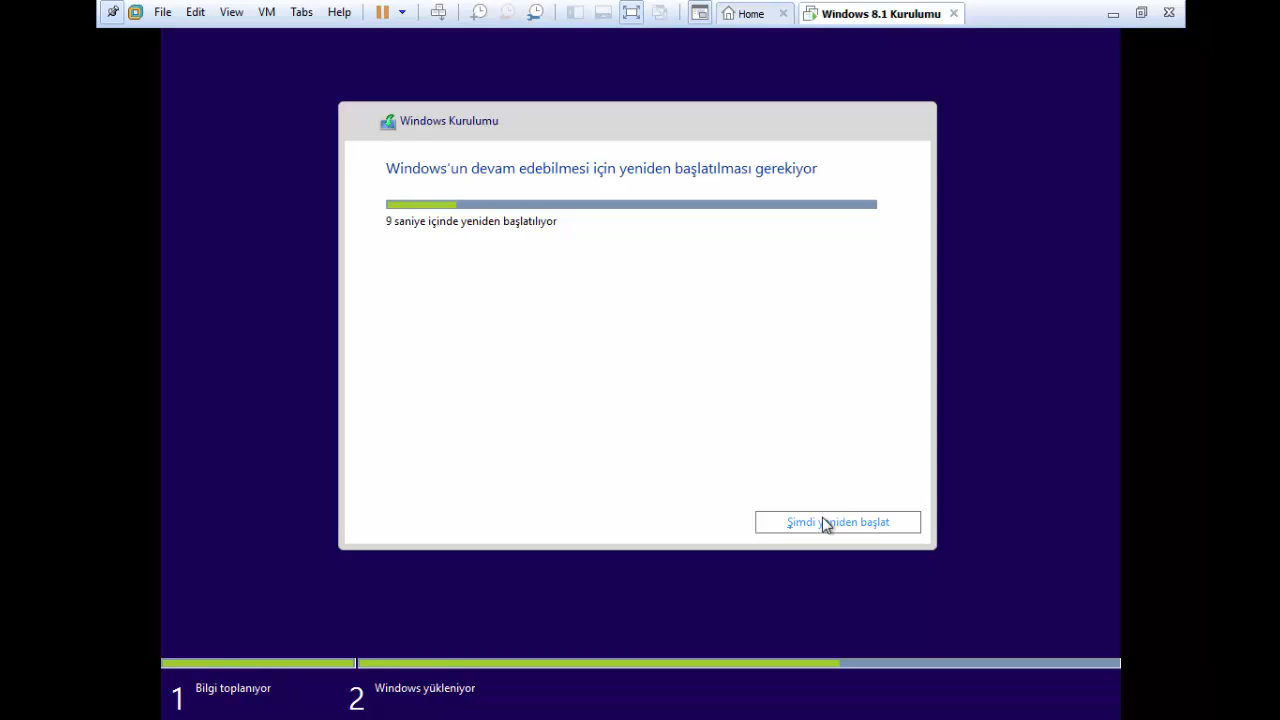 File Edit View VM Tabs Help Home Windows 8.1 Kurulumu
Windows Kurulumu
Windows'un devam edebilmesi için yeniden başlatılması gerekiyor
9 saniye içinde yeniden başlatılıyor
Şimdi yeniden başlat
1 Bilgi toplanıyor 2 Windows yükleniyor